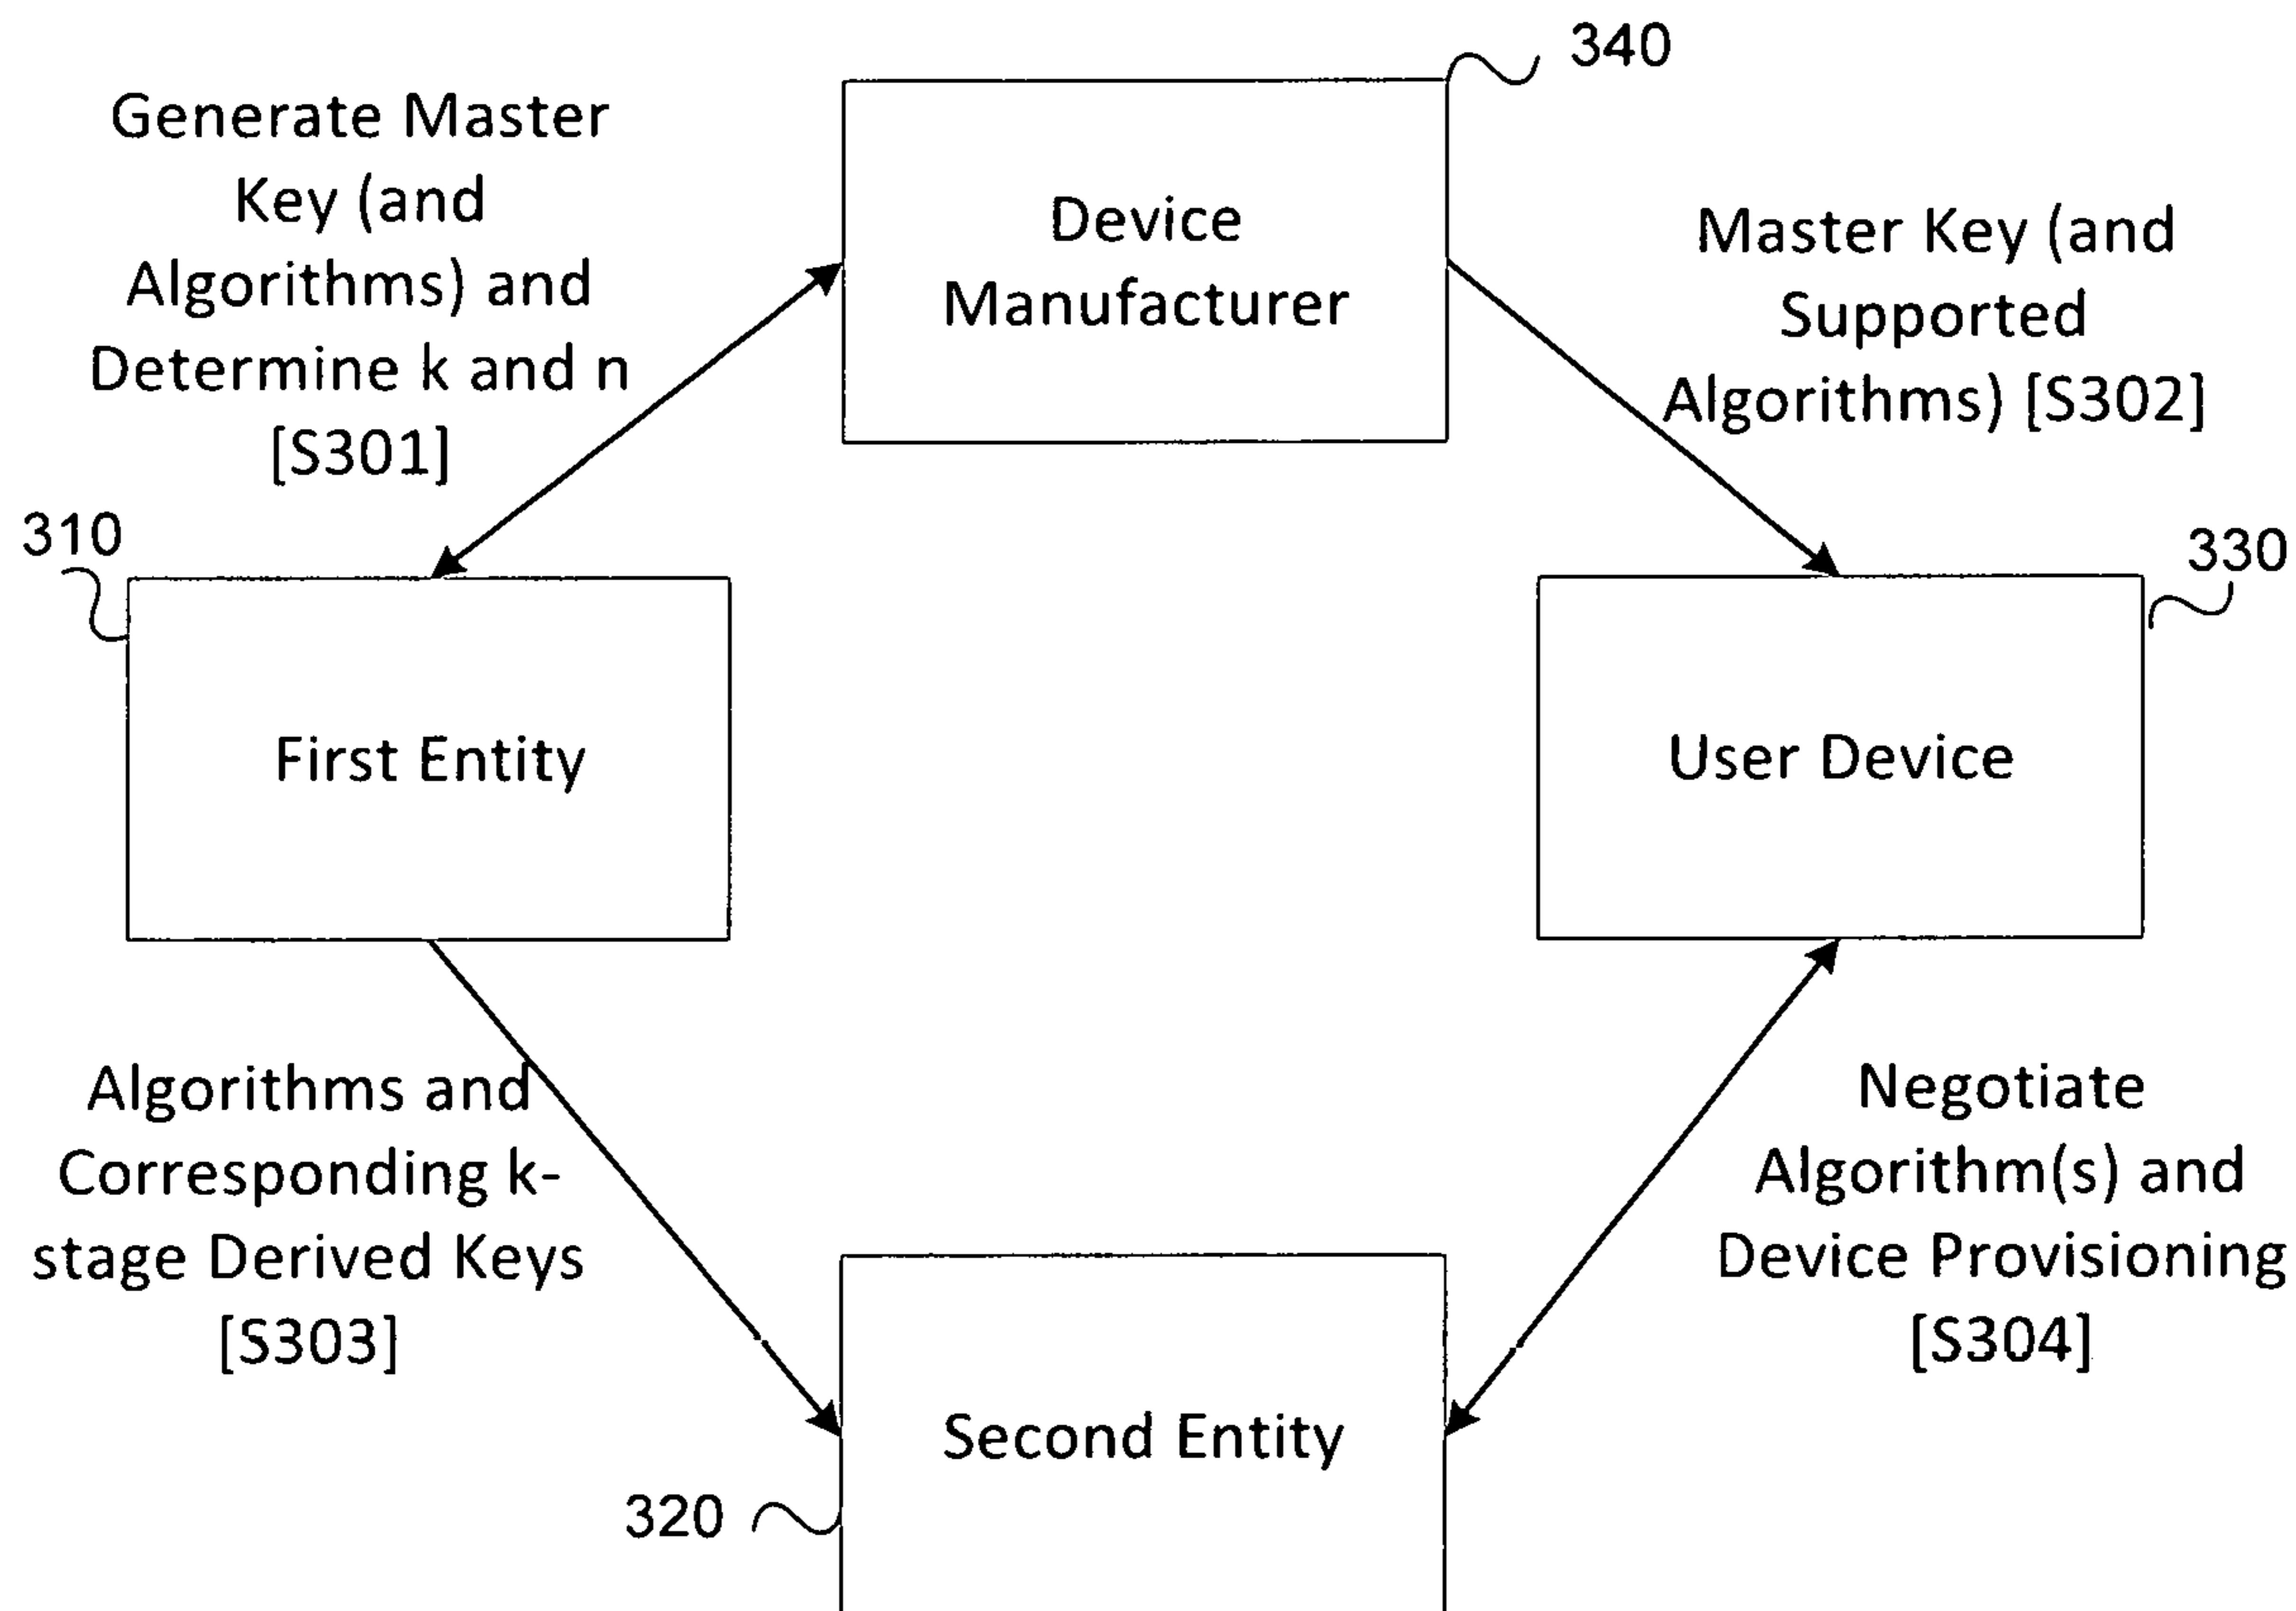 340
Generate Master
Key (and
Algorithms) and
Determine k and n
[S301]
Device
Manufacturer
Master Key (and
Supported
Algorithms) [S302]
310
330
First Entity
User Device
Algorithms and
Corresponding k-
stage Derived Keys
[S303]
Negotiate
Algorithm(s) and
Device Provisioning
[S304]
Second Entity
320